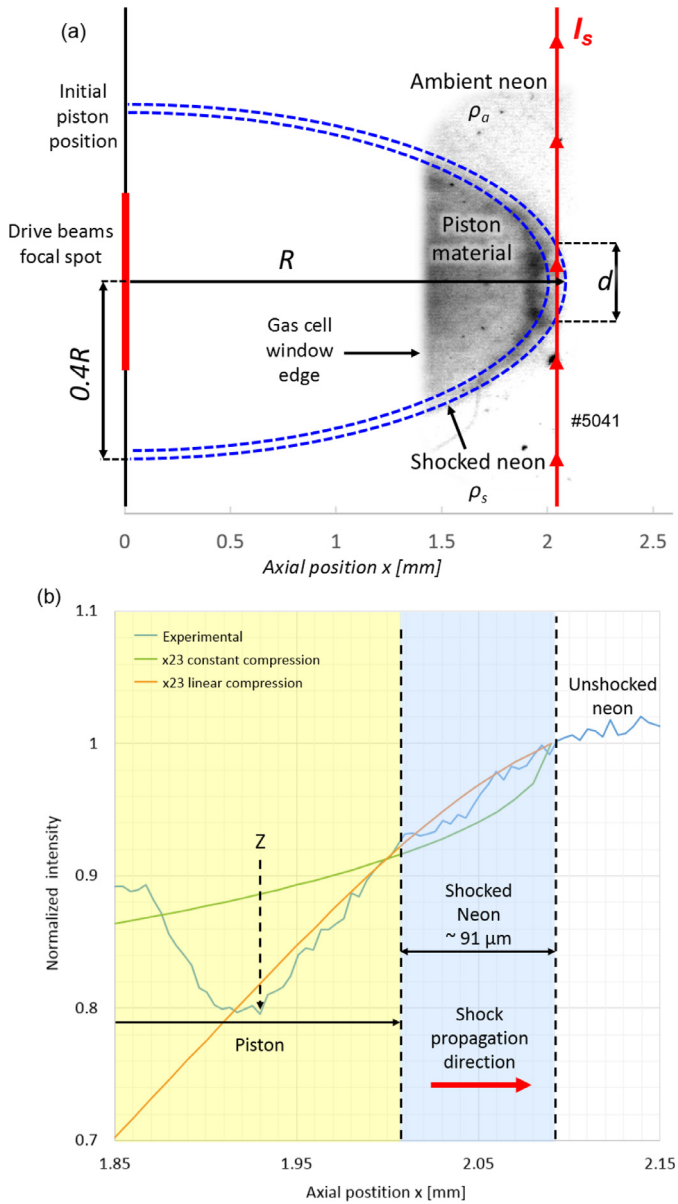 (a)
I_s
Initial
piston
position
Ambient neon
ρ_a
Drive beams
focal spot
Piston
material
R
d
0.4R
Gas cell
window
edge
#5041
Shocked neon
ρ_s
0
0.5
1
1.5
2
2.5
Axial position x [mm]
(b)
1.1
Experimental
x23 constant compression
x23 linear compression
Unshocked
neon
1
Z
0.9
Shocked
Neon
~ 91 μm
Normalized intensity
0.8
Piston
Shock
propagation
direction
0.7
1.85
1.95
2.05
2.15
Axial postition x [mm]